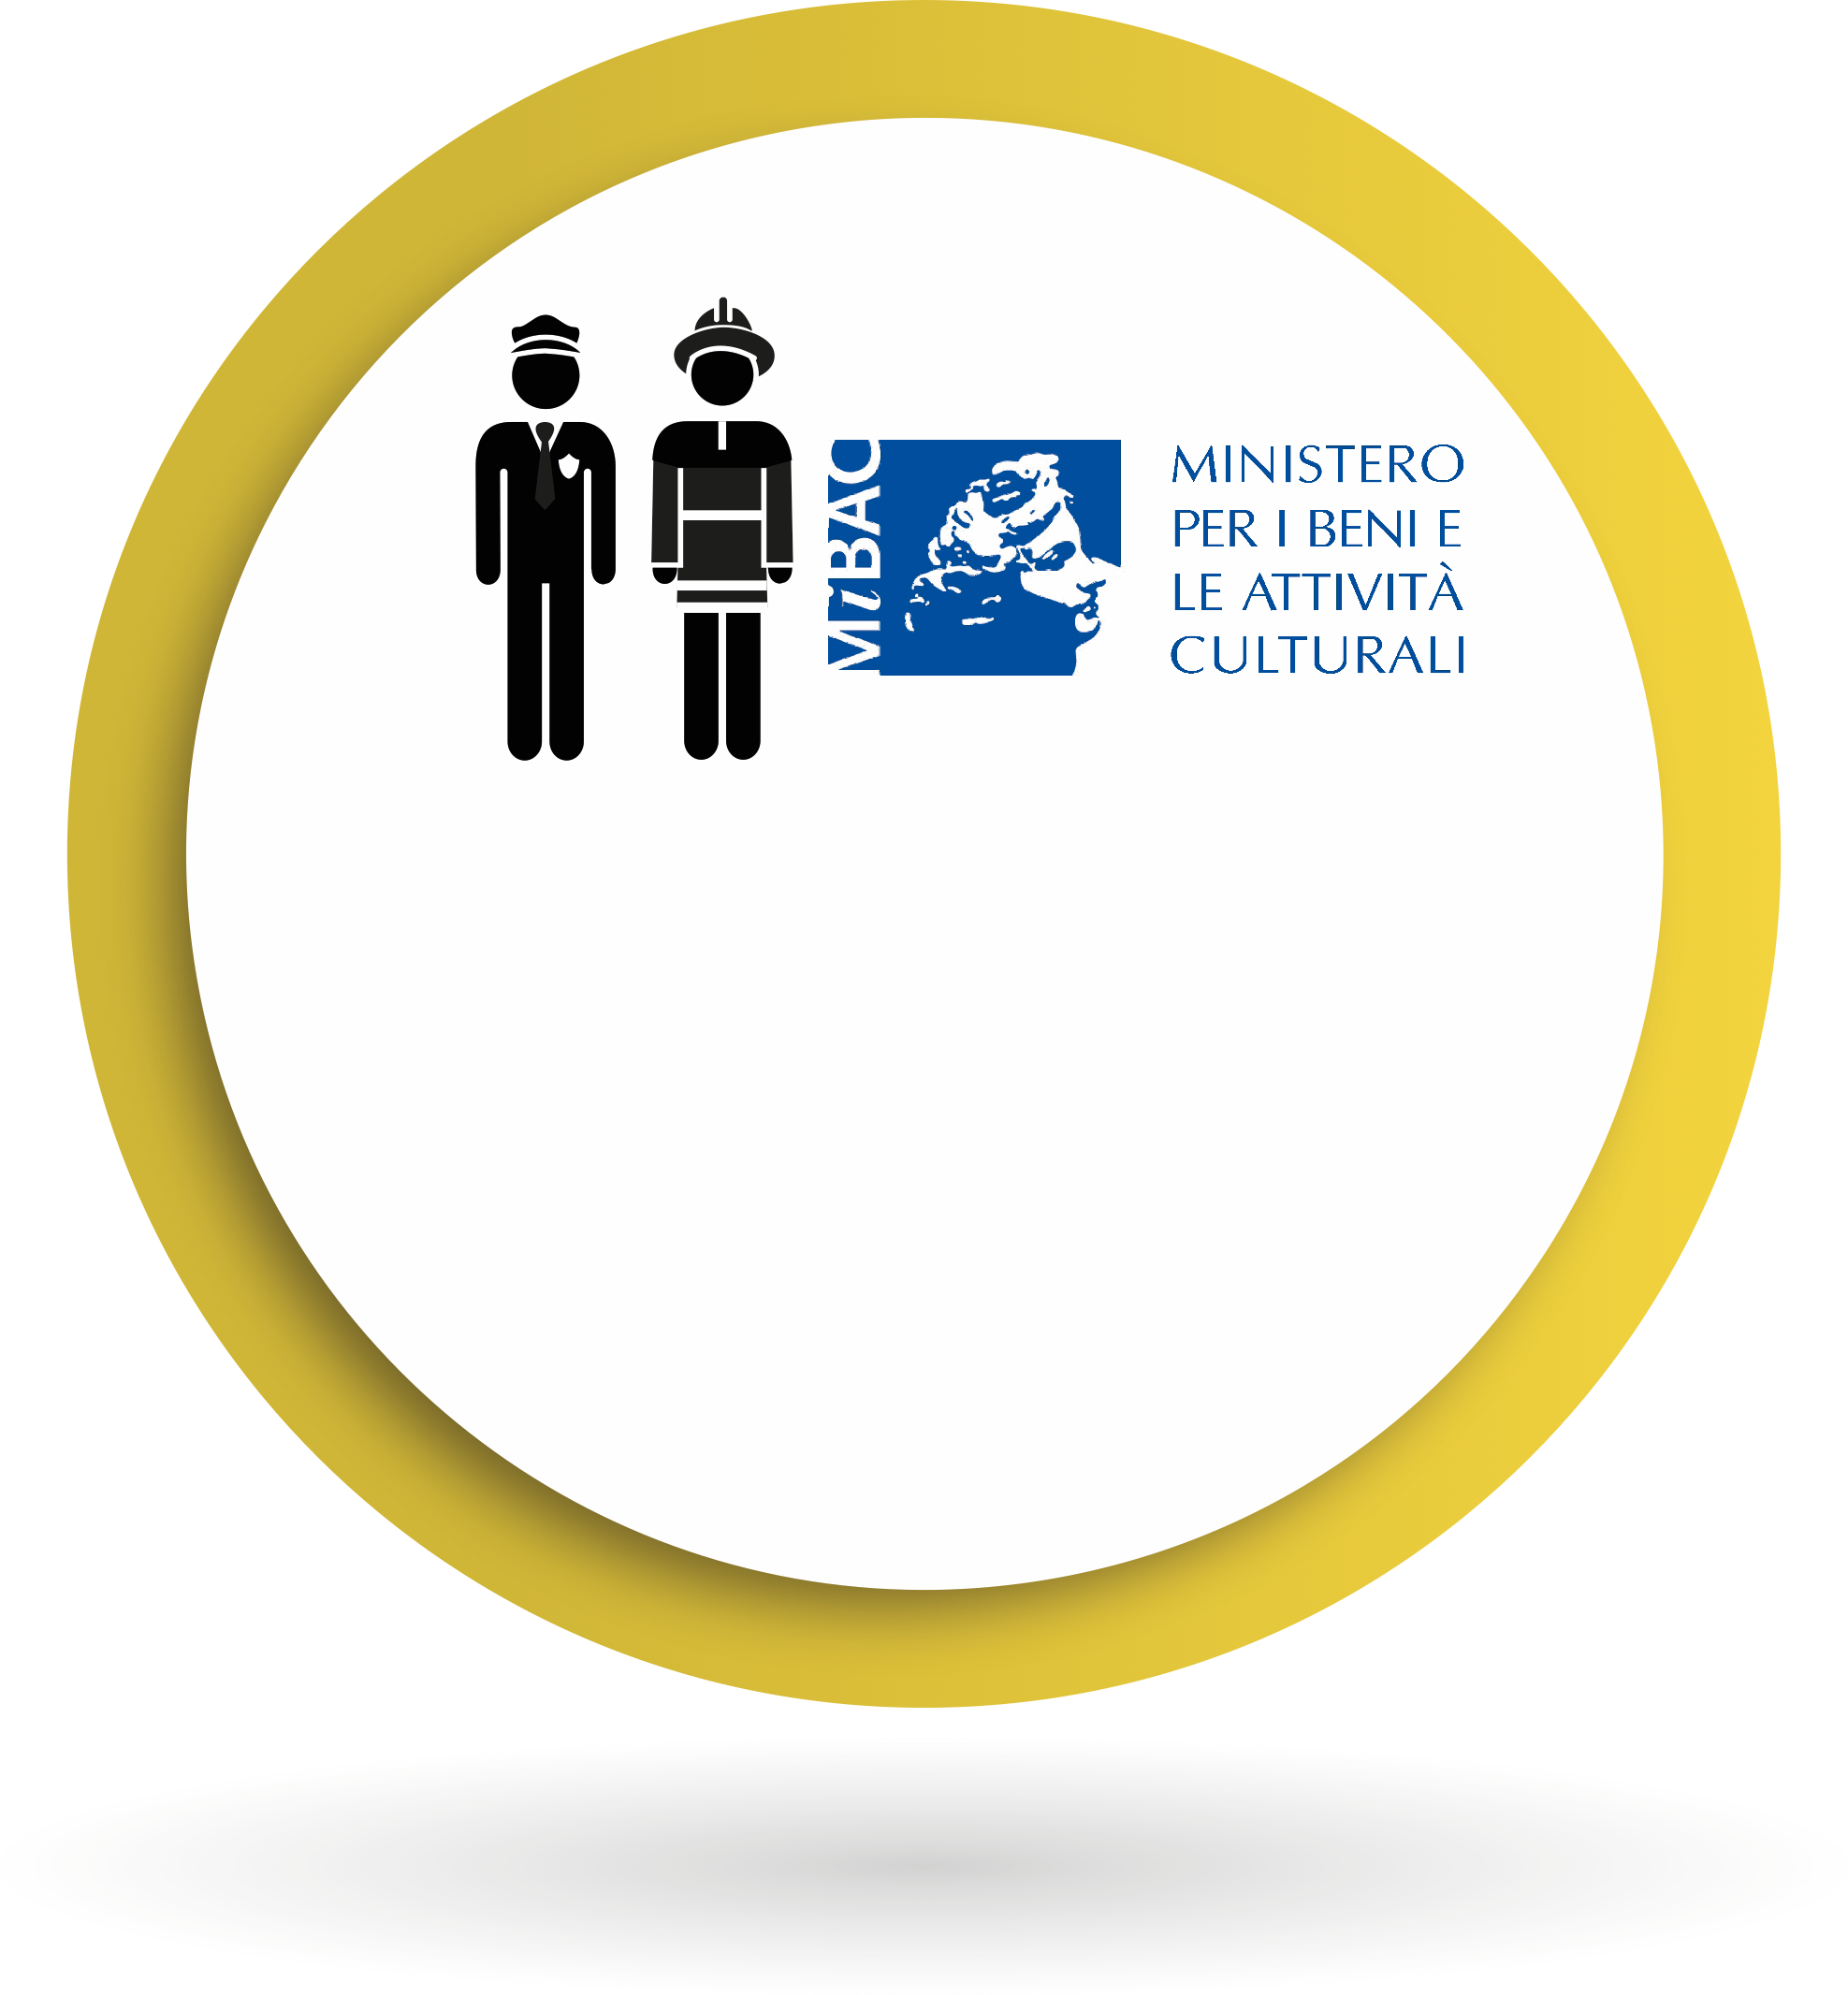 MiBAC
MINISTERO
PER I BENI E
LE ATTIVITÀ
CULTURALI